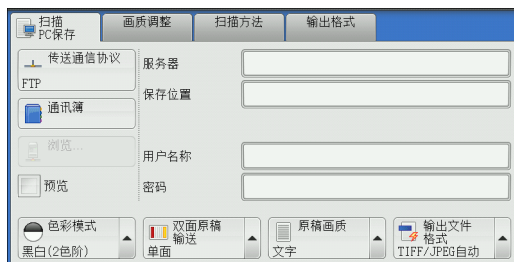 扫描
PC保存
画质调整
扫描方法
输出格式
传送通信协议
FTP
服务器
保存位置
通讯簿
浏览...
用户名称
预览
密码
色彩模式
黑白(2色阶)
双面原稿
输送
单面
原稿画质
文字
输出文件
格式
TIFF/JPEG自动